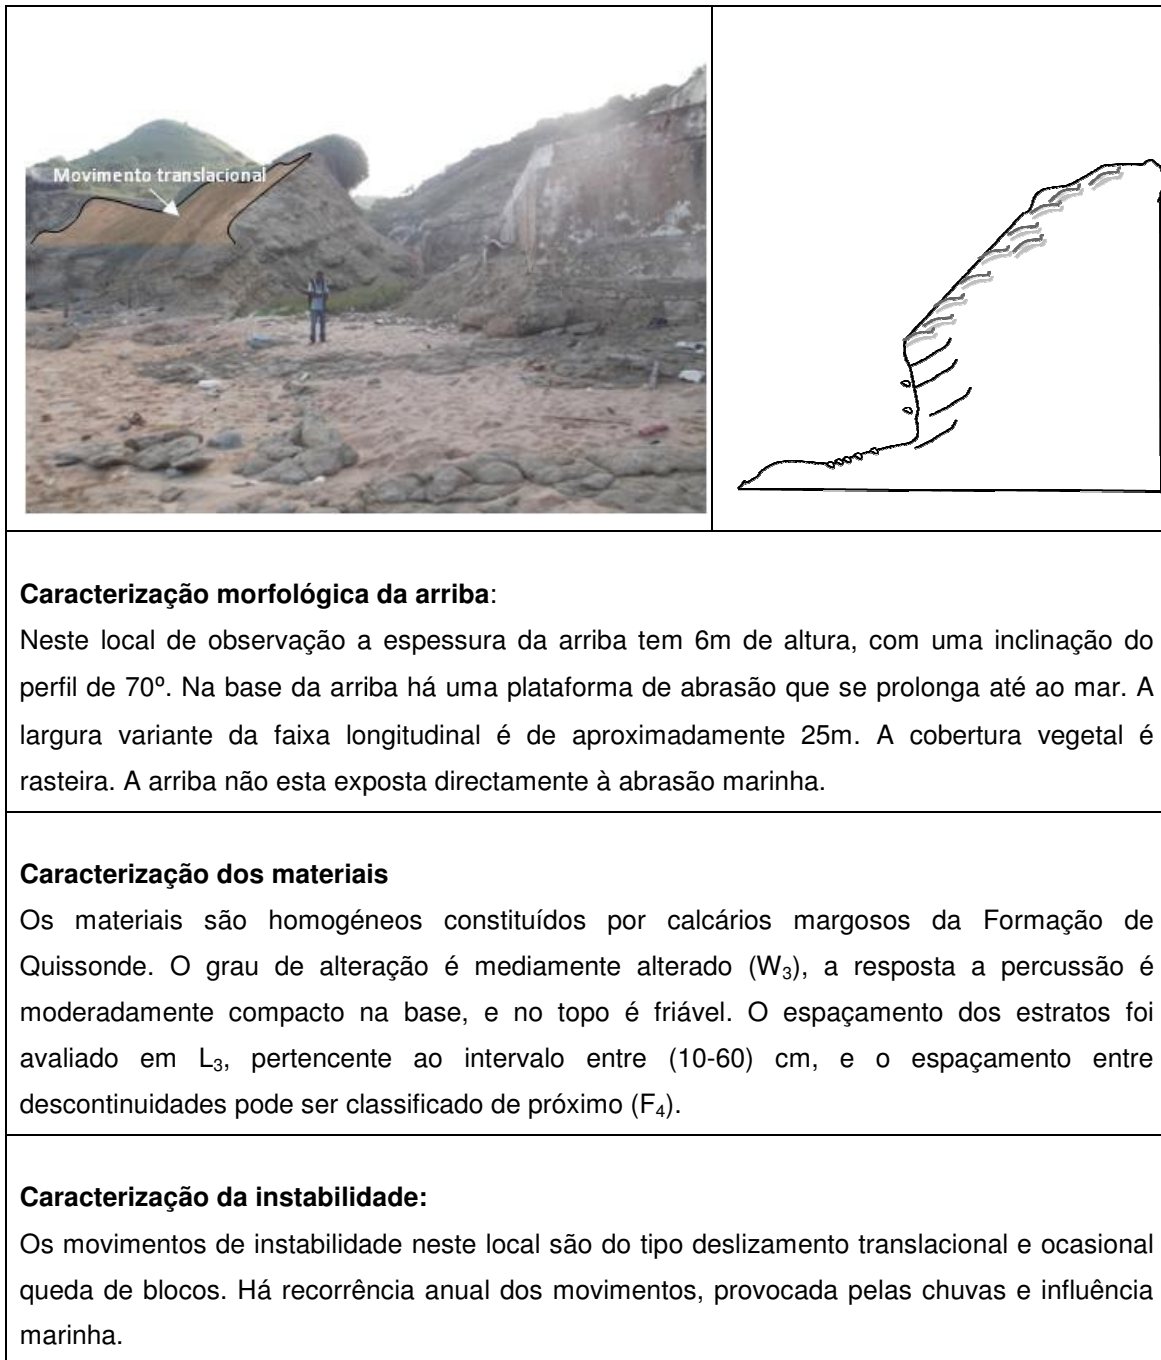 Movimento translacional
Caracterização morfológica da arriba:
Neste local de observação a espessura da arriba tem 6m de altura, com uma inclinação do
perfil de 70º. Na base da arriba há uma plataforma de abrasão que se prolonga até ao mar. A
largura variante da faixa longitudinal é de aproximadamente 25m. A cobertura vegetal é
rasteira. A arriba não esta exposta directamente à abrasão marinha.
Caracterização dos materiais
Os materiais são homogéneos constituídos por calcários margosos da Formação de
Quissonde. O grau de alteração é mediamente alterado (W₃), a resposta a percussão é
moderadamente compacto na base, e no topo é friável. O espaçamento dos estratos foi
avaliado em L₃, pertencente ao intervalo entre (10-60) cm, e o espaçamento entre
descontinuidades pode ser classificado de próximo (F₄).
Caracterização da instabilidade:
Os movimentos de instabilidade neste local são do tipo deslizamento translacional e ocasional
queda de blocos. Há recorrência anual dos movimentos, provocada pelas chuvas e influência
marinha.